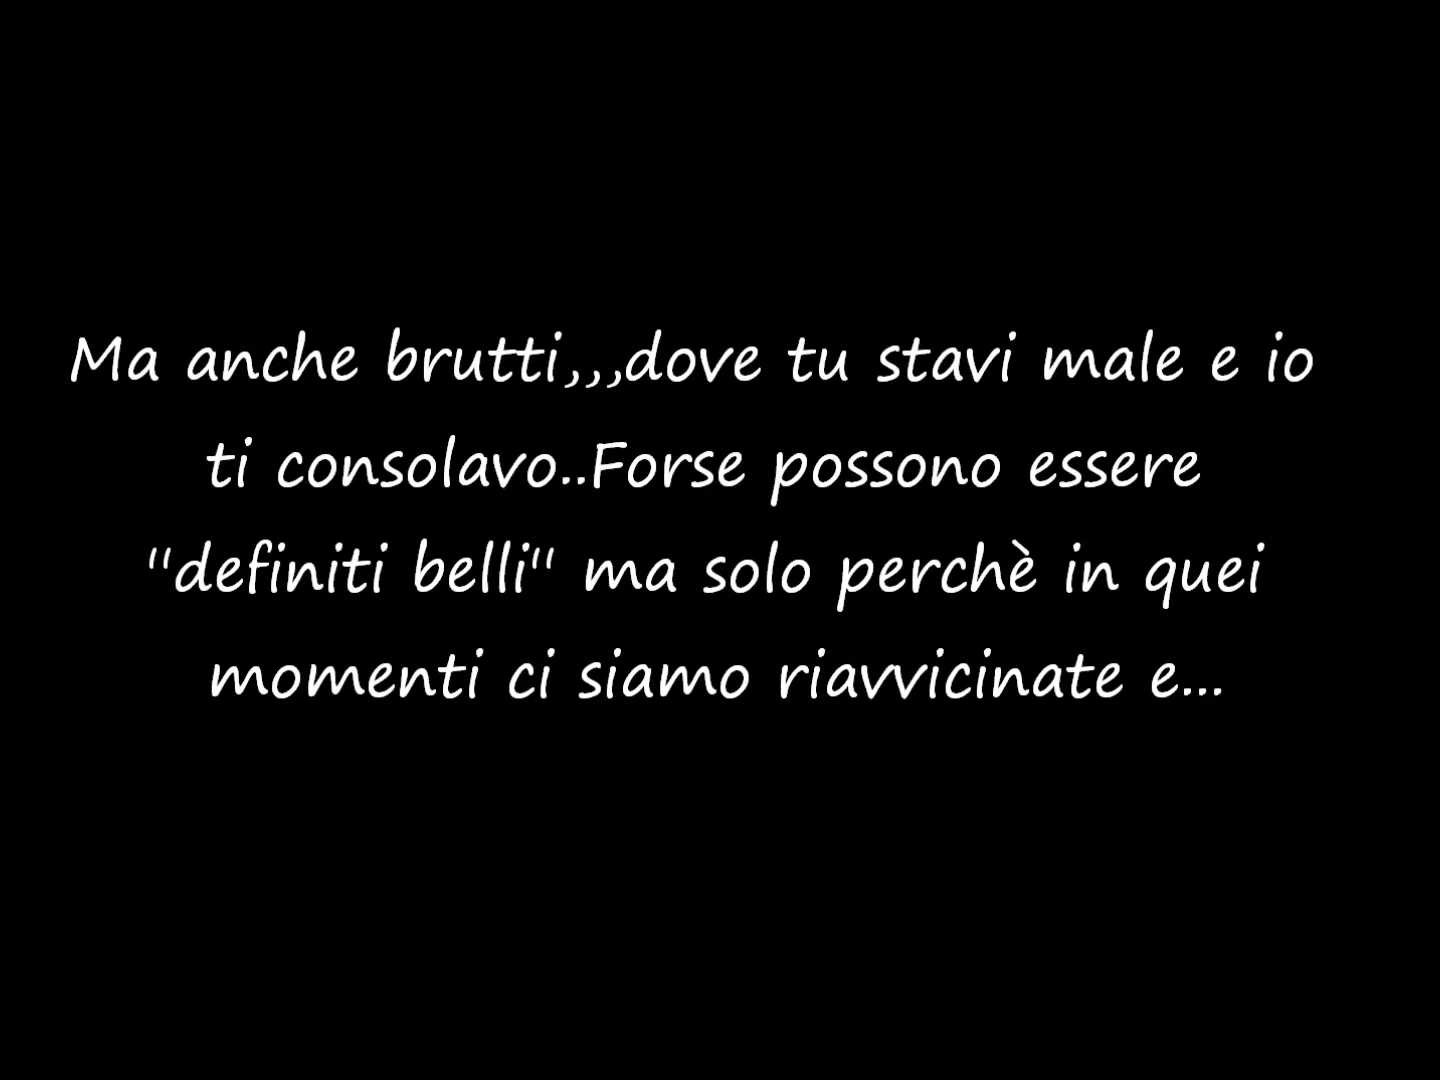 Ma anche brutti,,,dove tu stavi male e io
ti consolavo..Forse possono essere
"definiti belli" ma solo perchè in quei
momenti ci siamo riavvicinate e...